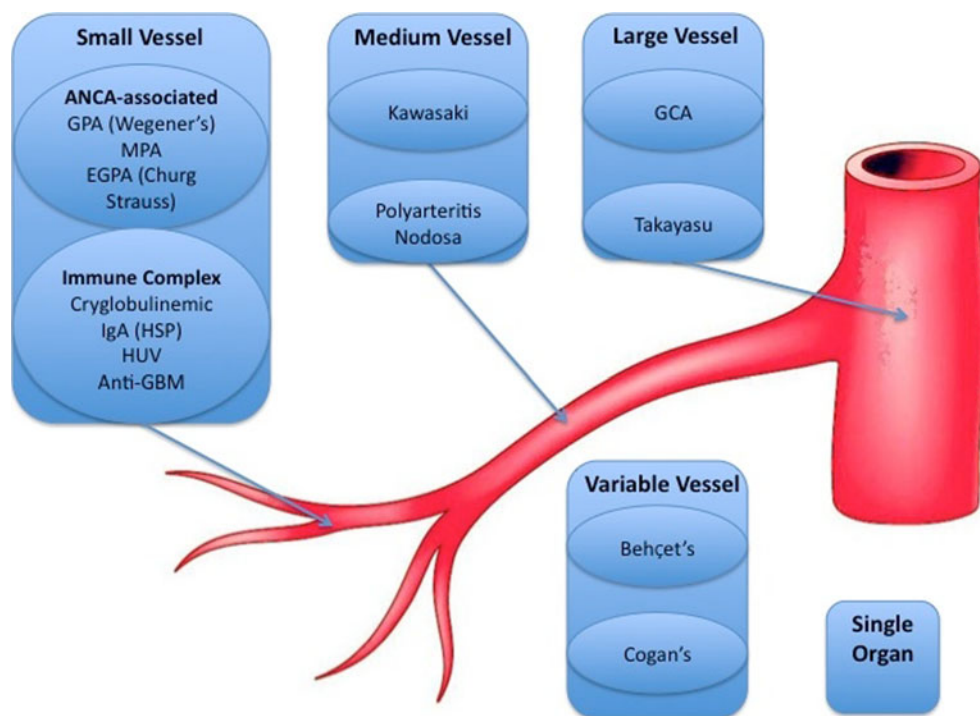 Small Vessel
ANCA-associated
GPA (Wegener's)
MPA
EGPA (Churg
Strauss)
Immune Complex
Cryglobulinemic
IgA (HSP)
HUV
Anti-GBM
Medium Vessel
Kawasaki
Polyarteritis
Nodosa
Large Vessel
GCA
Takayasu
Variable Vessel
Behçet's
Cogan's
Single
Organ